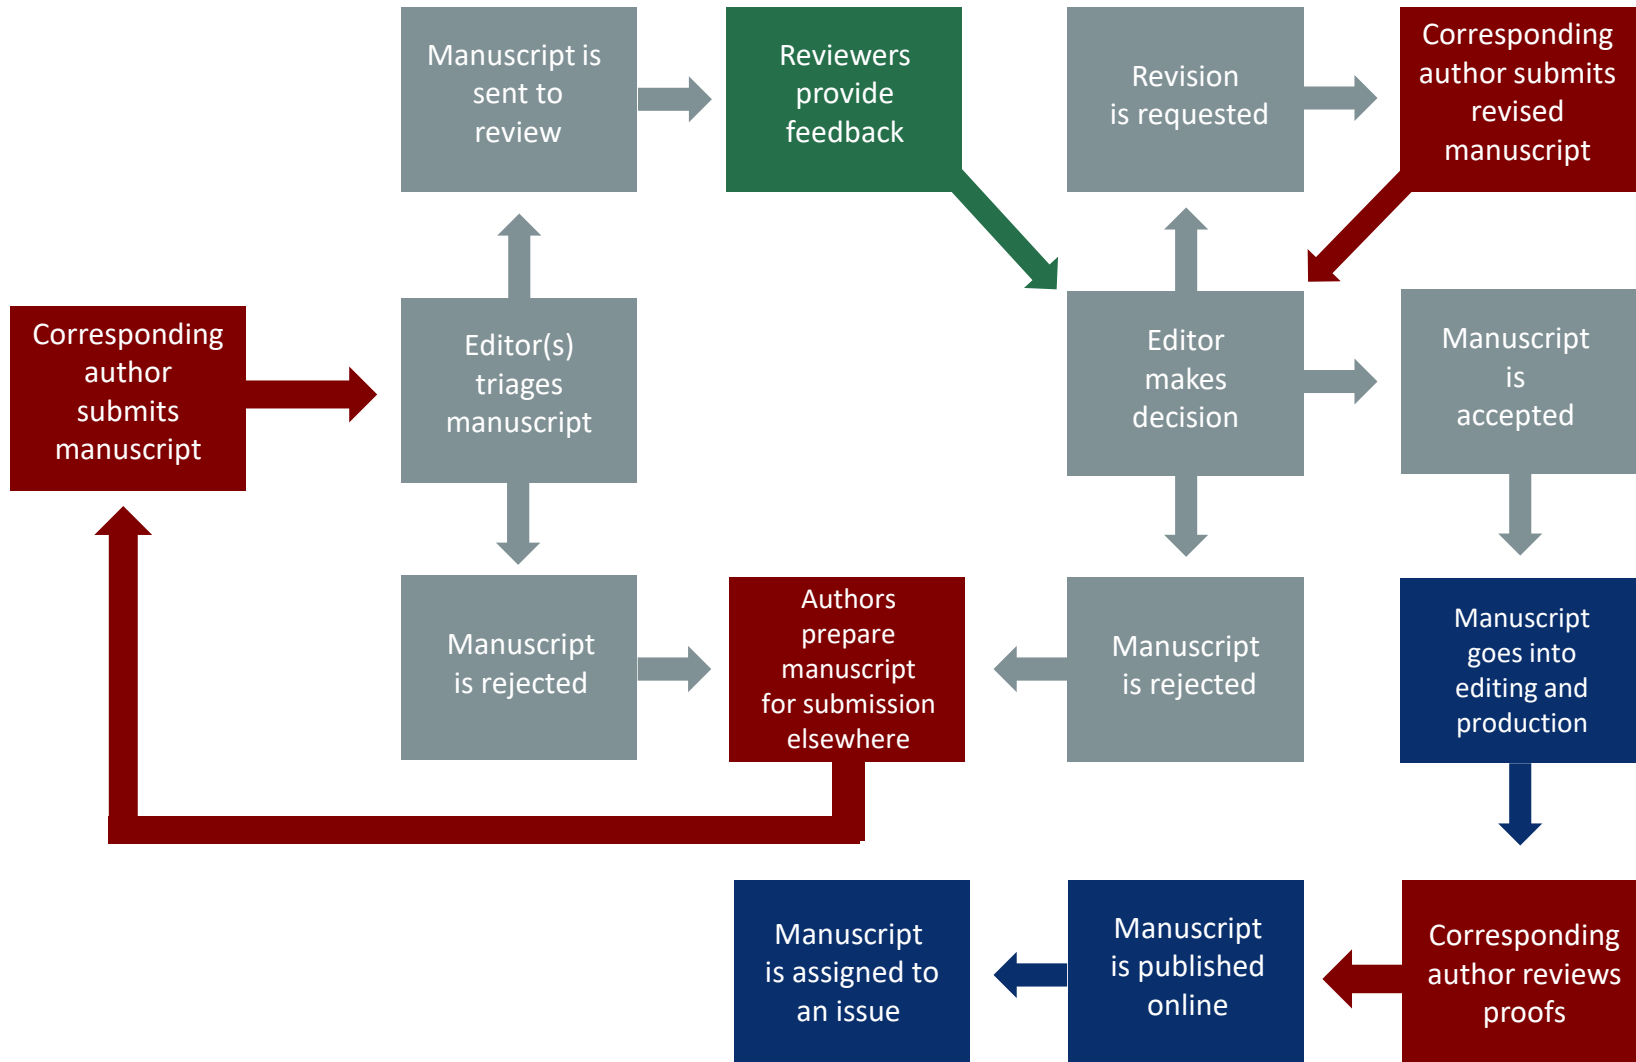 Manuscript is
sent to
review
Reviewers
provide
feedback
Revision
is requested
Corresponding
author submits
revised
manuscript
Corresponding
author
submits
manuscript
Editor(s)
triages
manuscript
Editor
makes
decision
Manuscript
is
accepted
Manuscript
is rejected
Authors
prepare
manuscript
for submission
elsewhere
Manuscript
is rejected
Manuscript
goes into
editing and
production
Manuscript
is assigned to
an issue
Manuscript
is published
online
Corresponding
author reviews
proofs